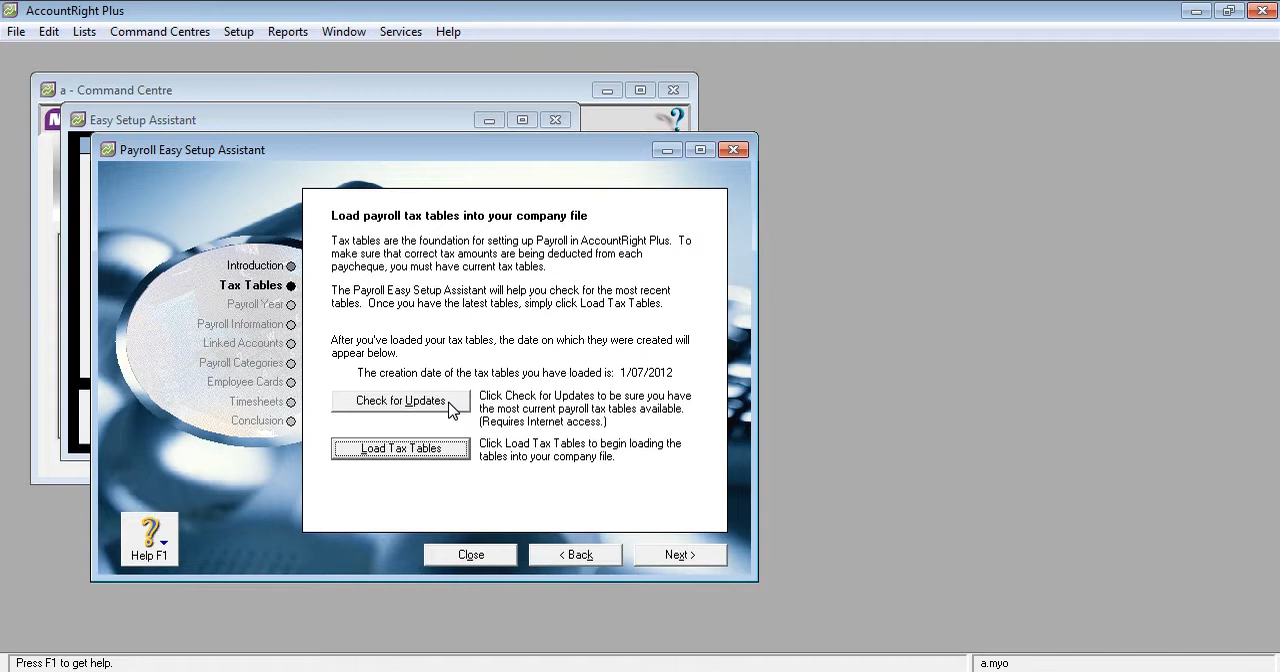 AccountRight Plus
File Edit Lists Command Centres Setup Reports Window Services Help
a - Command Centre
Easy Setup Assistant
Payroll Easy Setup Assistant
Introduction
Tax Tables
Payroll Year
Payroll Information
Linked Accounts
Payroll Categories
Employee Cards
Timesheets
Conclusion
Load payroll tax tables into your company file
Tax tables are the foundation for setting up Payroll in AccountRight Plus. To
make sure that correct tax amounts are being deducted from each
paycheque, you must have current tax tables.
The Payroll Easy Setup Assistant will help you check for the most recent
tables. Once you have the latest tables, simply click Load Tax Tables.
After you've loaded your tax tables, the date on which they were created will
appear below.
The creation date of the tax tables you have loaded is: 1/07/2012
Check for Updates
Click Check for Updates to be sure you have
the most current payroll tax tables available.
(Requires Internet access.)
Load Tax Tables
Click Load Tax Tables to begin loading the
tables into your company file.
Help F1
Close
< Back
Next >
Press F1 to get help.
a.myo